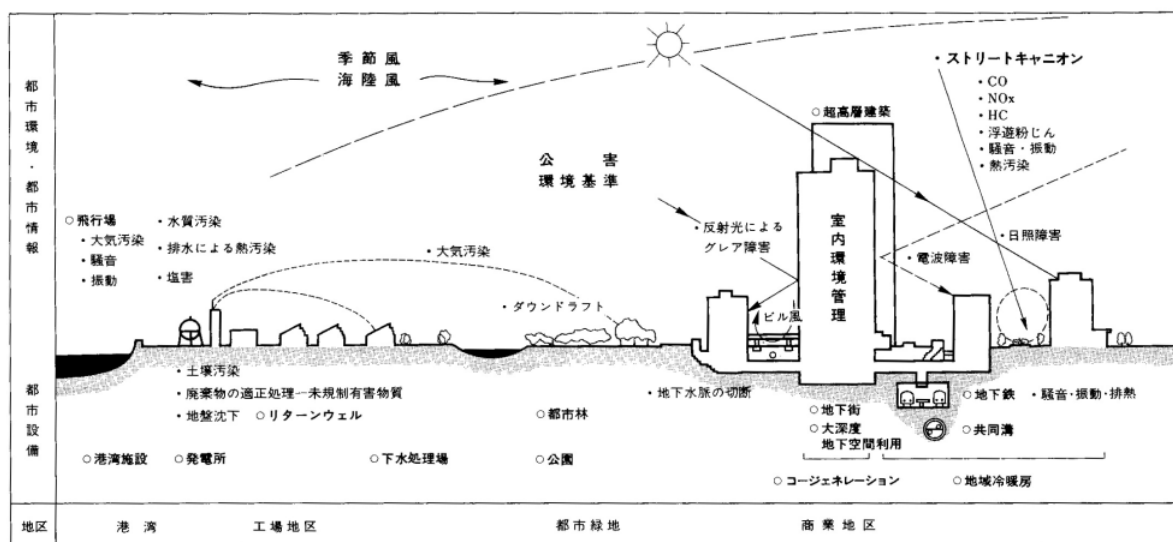 都市環境・都市情報
季節風
海陸風
ストリートキャニオン
・CO
・NOx
・HC
・浮遊粉じん
・騒音・振動
・熱汚染
○超高層建築
公害
環境基準
○飛行場
・大気汚染
・騒音
・振動
・水質汚染
・排水による熱汚染
・塩害
・大気汚染
・ダウンドラフト
・反射光による
グレア障害
室内環境管理
ビル風
・電波障害
・日照障害
都市設備
・土壌汚染
・廃棄物の適正処理―未規制有害物質
・地盤沈下
○リターンウェル
○都市林
・地下水脈の切断
○地下街
○大深度
地下空間利用
○地下鉄
・騒音・振動・排熱
○共同溝
○港湾施設
○発電所
○下水処理場
○公園
○コージェネレーション
○地域冷暖房
地区
港湾
工場地区
都市緑地
商業地区